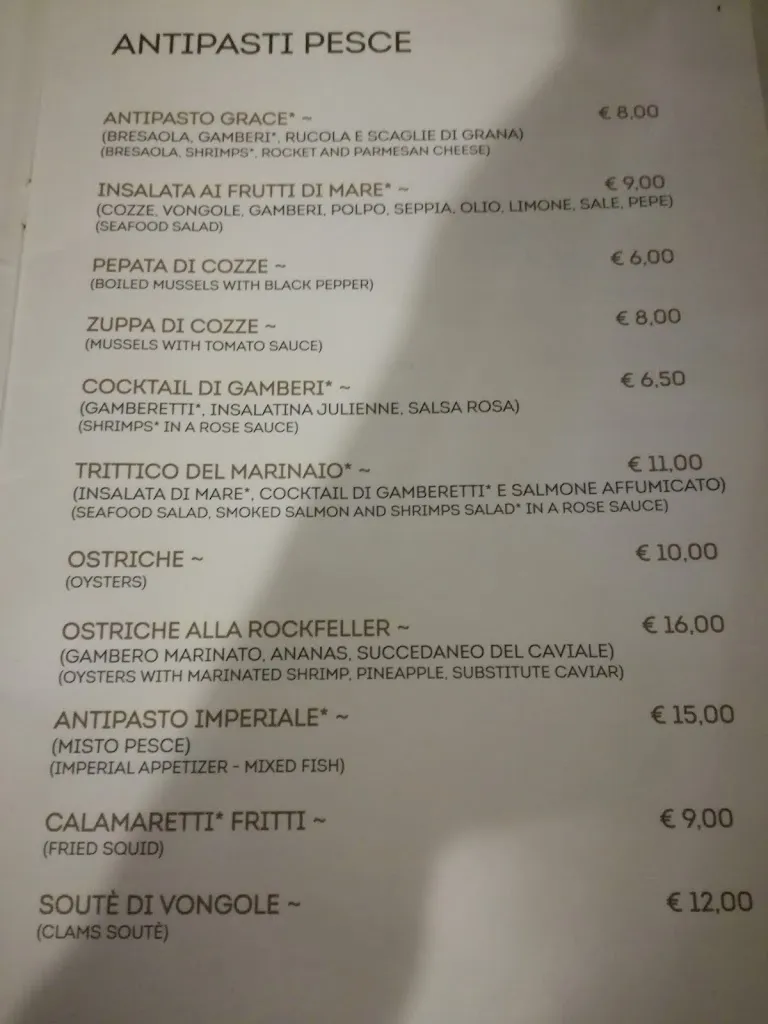 ANTIPASTI PESCE
ANTIPASTO GRACE* ~ € 8,00
(BRESAOLA, GAMBERI*, RUCOLA E SCAGLIE DI GRANA)
(BRESAOLA, SHRIMPS*, ROCKET AND PARMESAN CHEESE)
INSALATA AI FRUTTI DI MARE* ~ € 9,00
(COZZE, VONGOLE, GAMBERI, POLPO, SEPPIA, OLIO, LIMONE, SALE, PEPE)
(SEAFOOD SALAD)
PEPATA DI COZZE ~ € 6,00
(BOILED MUSSELS WITH BLACK PEPPER)
ZUPPA DI COZZE ~ € 8,00
(MUSSELS WITH TOMATO SAUCE)
COCKTAIL DI GAMBERI* ~ € 6,50
(GAMBERETTI*, INSALATINA JULIENNE, SALSA ROSA)
(SHRIMPS* IN A ROSE SAUCE)
TRITTICO DEL MARINAIO* ~ € 11,00
(INSALATA DI MARE*, COCKTAIL DI GAMBERETTI* E SALMONE AFFUMICATO)
(SEAFOOD SALAD, SMOKED SALMON AND SHRIMPS SALAD* IN A ROSE SAUCE)
OSTRICHE ~ € 10,00
(OYSTERS)
OSTRICHE ALLA ROCKFELLER ~ € 16,00
(GAMBERO MARINATO, ANANAS, SUCCEDANEO DEL CAVIALE)
(OYSTERS WITH MARINATED SHRIMP, PINEAPPLE, SUBSTITUTE CAVIAR)
ANTIPASTO IMPERIALE* ~ € 15,00
(MISTO PESCE)
(IMPERIAL APPETIZER - MIXED FISH)
CALAMARETTI* FRITTI ~ € 9,00
(FRIED SQUID)
SOUTÈ DI VONGOLE ~ € 12,00
(CLAMS SOUTÈ)